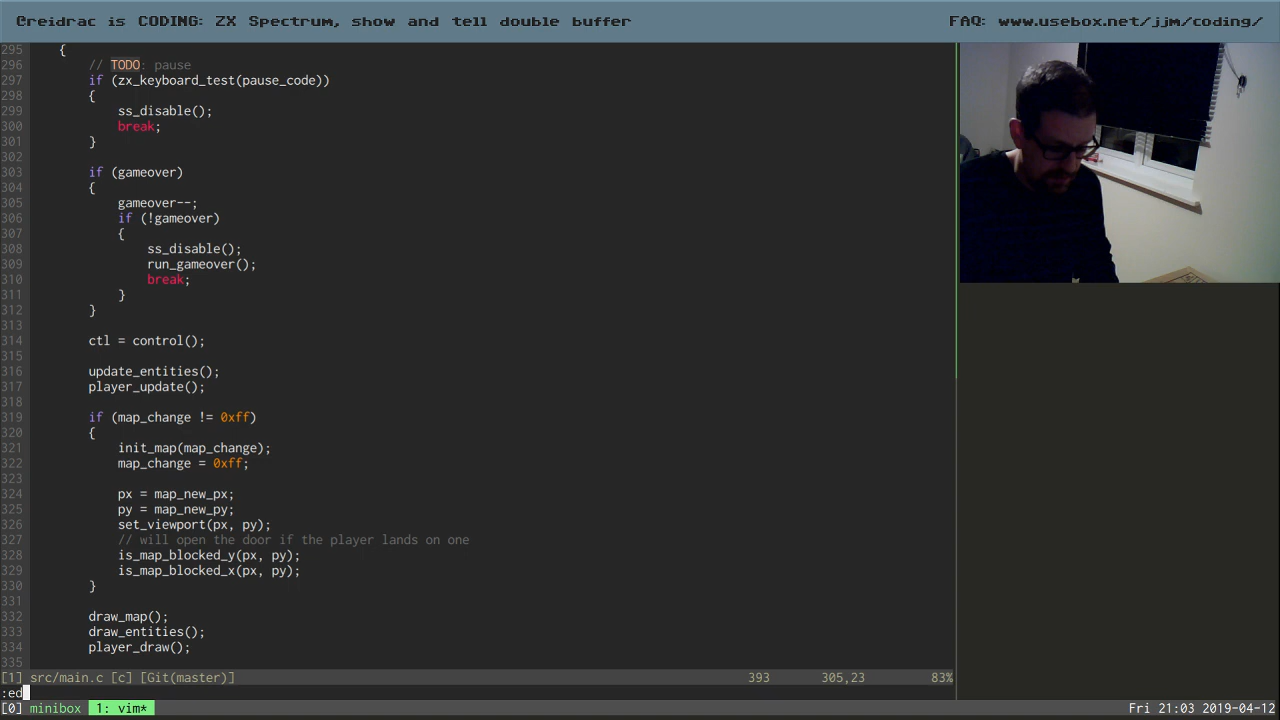 @reidrac is CODING: ZX Spectrum, show and tell double buffer
FAQ: www.usebox.net/jjm/coding/
295 {
296 // TODO: pause
297 if (zx_keyboard_test(pause_code))
298 {
299 ss_disable();
300 break;
301 }
302
303 if (gameover)
304 {
305 gameover--;
306 if (!gameover)
307 {
308 ss_disable();
309 run_gameover();
310 break;
311 }
312 }
313
314 ctl = control();
315
316 update_entities();
317 player_update();
318
319 if (map_change != 0xff)
320 {
321 init_map(map_change);
322 map_change = 0xff;
323
324 px = map_new_px;
325 py = map_new_py;
326 set_viewport(px, py);
327 // will open the door if the player lands on one
328 is_map_blocked_y(px, py);
329 is_map_blocked_x(px, py);
330 }
331
332 draw_map();
333 draw_entities();
334 player_draw();
335
[1] src/main.c [c] [Git(master)] 393 305,23 83%
:ed
[0] minibox 1: vim* Fri 21:03 2019-04-12